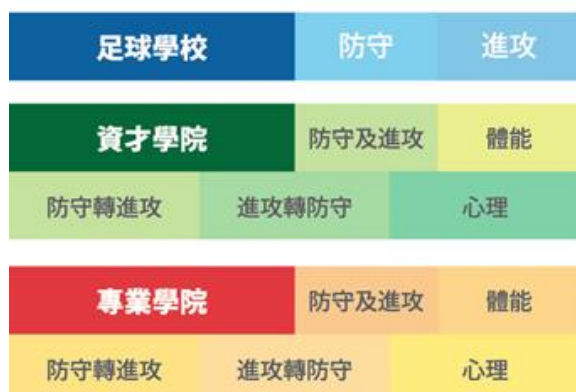 足球學校 防守 進攻
資才學院 防守及進攻 體能
防守轉進攻 進攻轉防守 心理
專業學院 防守及進攻 體能
防守轉進攻 進攻轉防守 心理